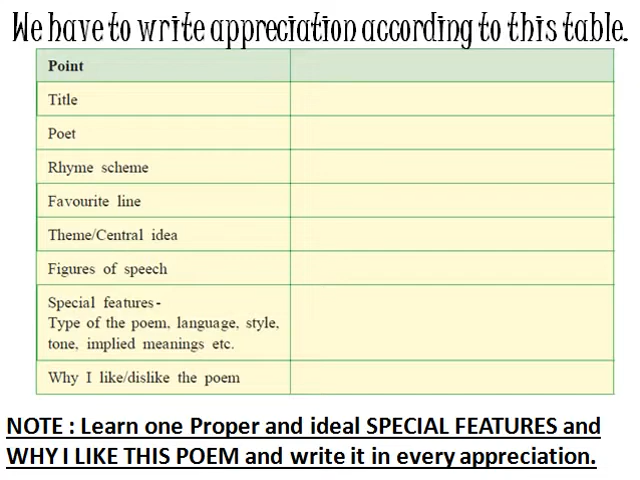 We have to write appreciation according to this table.
Point
Title
Poet
Rhyme scheme
Favourite line
Theme/Central idea
Figures of speech
Special features-
Type of the poem, language, style,
tone, implied meanings etc.
Why I like/dislike the poem
NOTE : Learn one Proper and ideal SPECIAL FEATURES and
WHY I LIKE THIS POEM and write it in every appreciation.